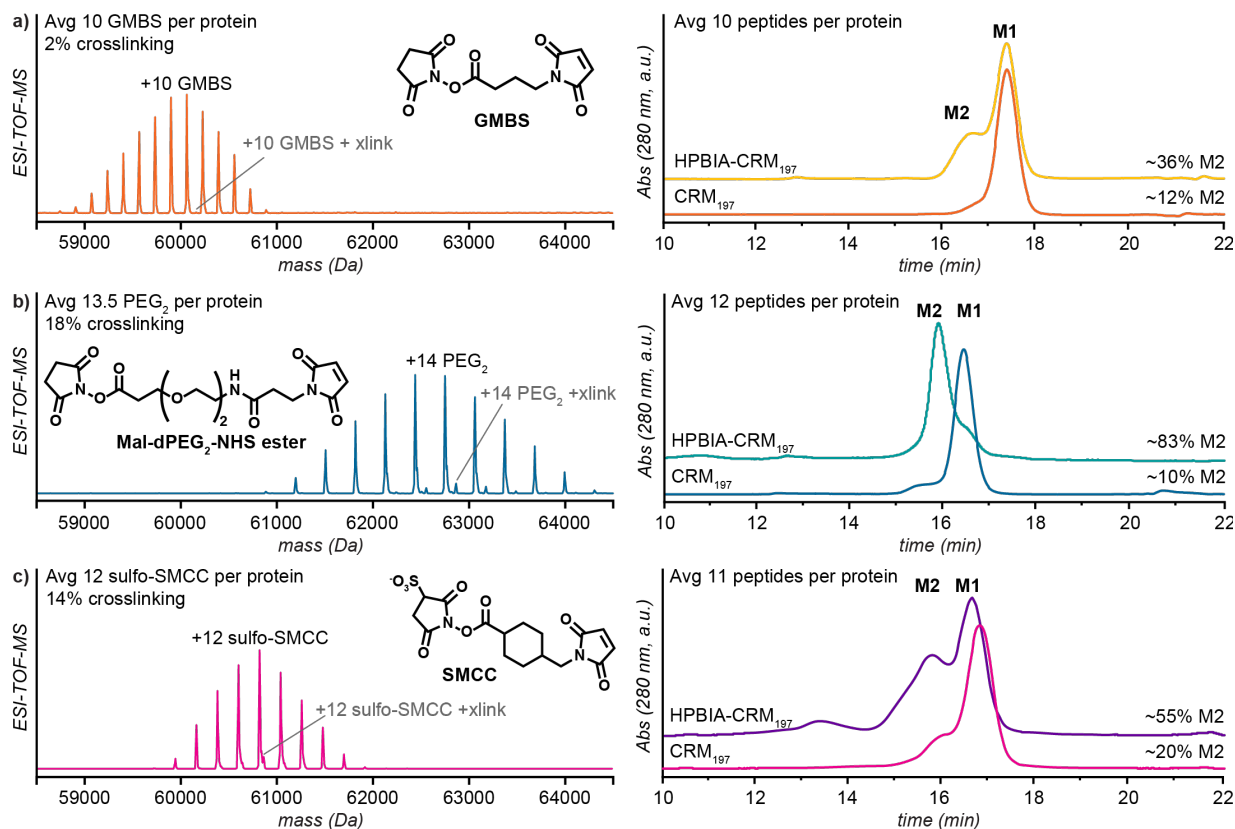 a)
Avg 10 GMBS per protein
2% crosslinking
+10 GMBS
+10 GMBS + xlink
O
O
N
O
O
O
N
O
GMBS
ESI-TOF-MS
59000 60000 61000 62000 63000 64000
mass (Da)
Avg 10 peptides per protein
M1
M2
HPBIA-CRM197
~36% M2
CRM197
~12% M2
Abs (280 nm, a.u.)
10 12 14 16 18 20 22
time (min)
b)
Avg 13.5 PEG2 per protein
18% crosslinking
+14 PEG2
+14 PEG2 +xlink
O
O
N
O
O
O
2
H
N
O
O
N
O
Mal-dPEG2-NHS ester
ESI-TOF-MS
59000 60000 61000 62000 63000 64000
mass (Da)
Avg 12 peptides per protein
M2 M1
HPBIA-CRM197
~83% M2
CRM197
~10% M2
Abs (280 nm, a.u.)
10 12 14 16 18 20 22
time (min)
c)
Avg 12 sulfo-SMCC per protein
14% crosslinking
+12 sulfo-SMCC
+12 sulfo-SMCC +xlink
-O3S
O
O
N
O
O
O
N
O
SMCC
ESI-TOF-MS
59000 60000 61000 62000 63000 64000
mass (Da)
Avg 11 peptides per protein
M2 M1
HPBIA-CRM197
~55% M2
CRM197
~20% M2
Abs (280 nm, a.u.)
10 12 14 16 18 20 22
time (min)